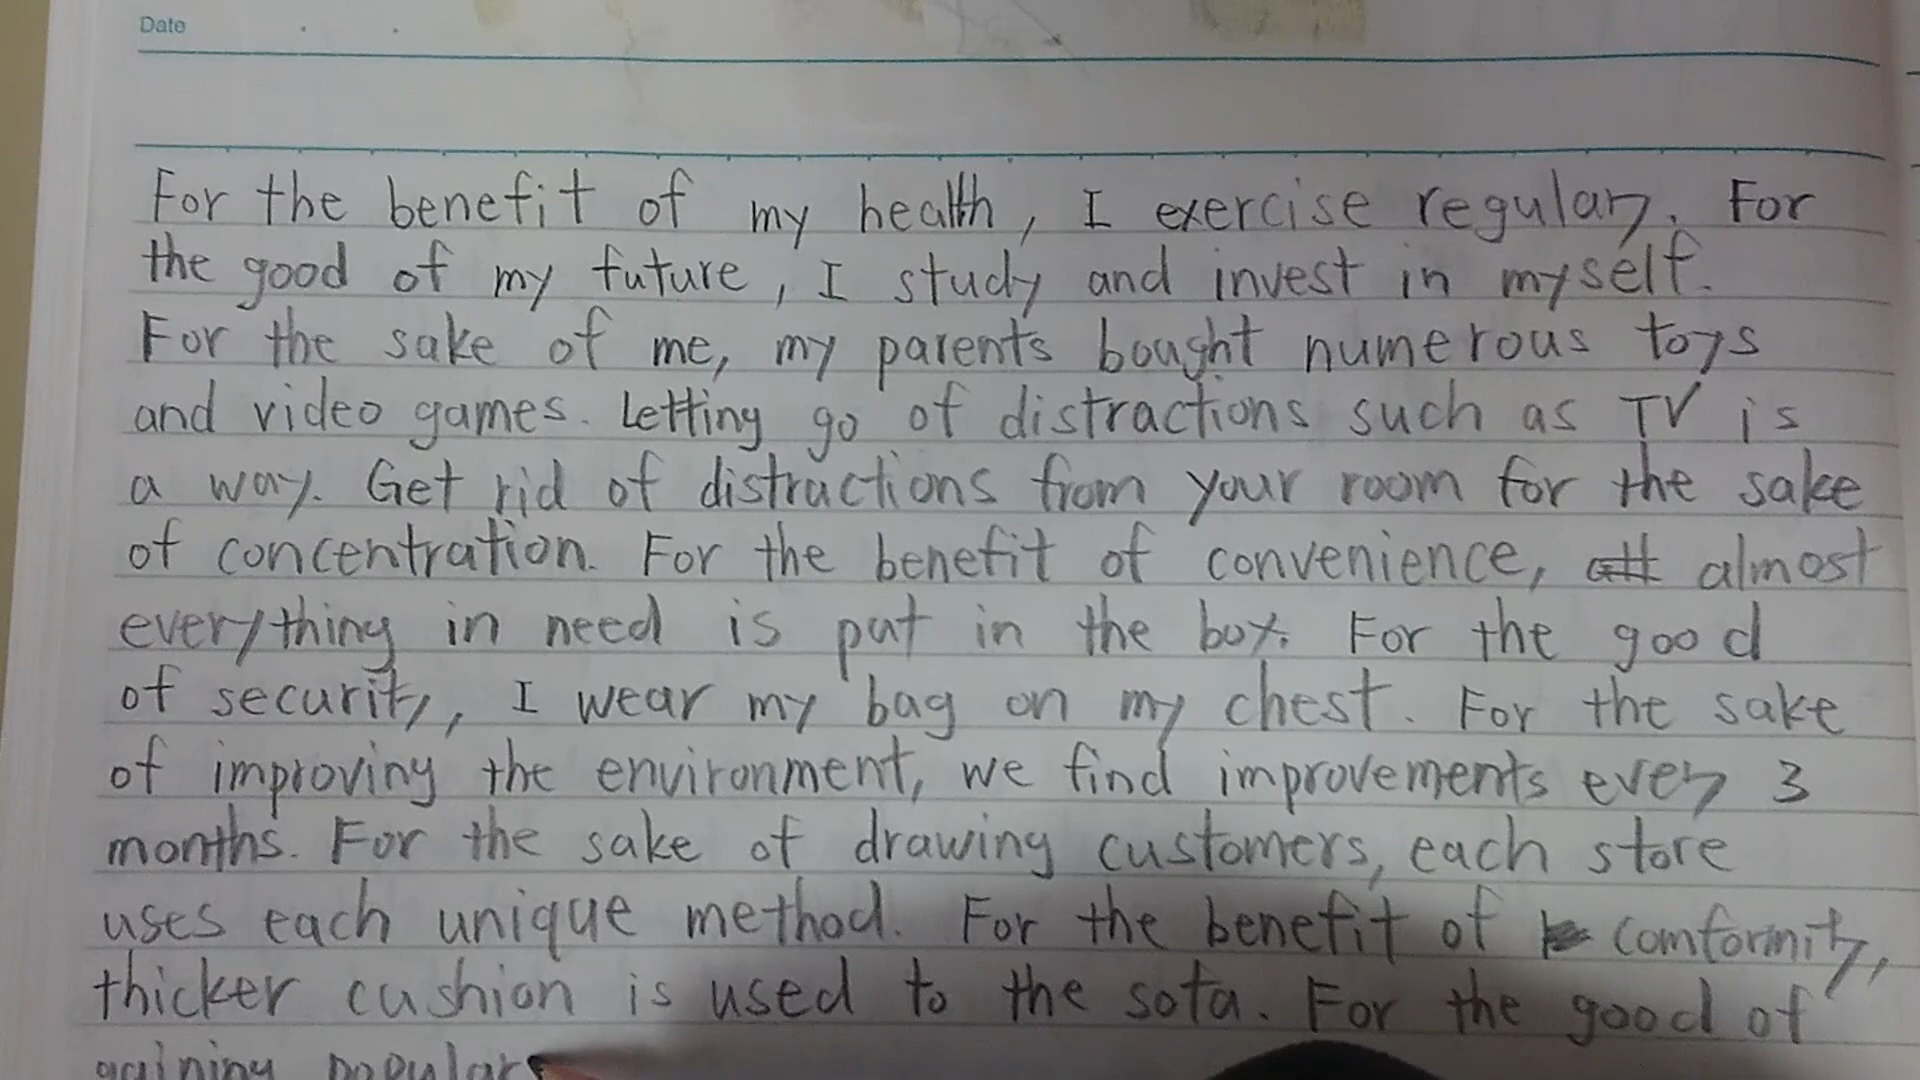 Date
For the benefit of my health, I exercise regulary. For
the good of my future, I study and invest in myself.
For the sake of me, my parents bought numerous toys
and video games. Letting go of distractions such as TV is
a way. Get rid of distractions from your room for the sake
of concentration. For the benefit of convenience, almost
everything in need is put in the box. For the good
of security, I wear my bag on my chest. For the sake
of improving the environment, we find improvements every 3
months. For the sake of drawing customers, each store
uses each unique method. For the benefit of comformity,
thicker cushion is used to the sofa. For the good of
gaining popular